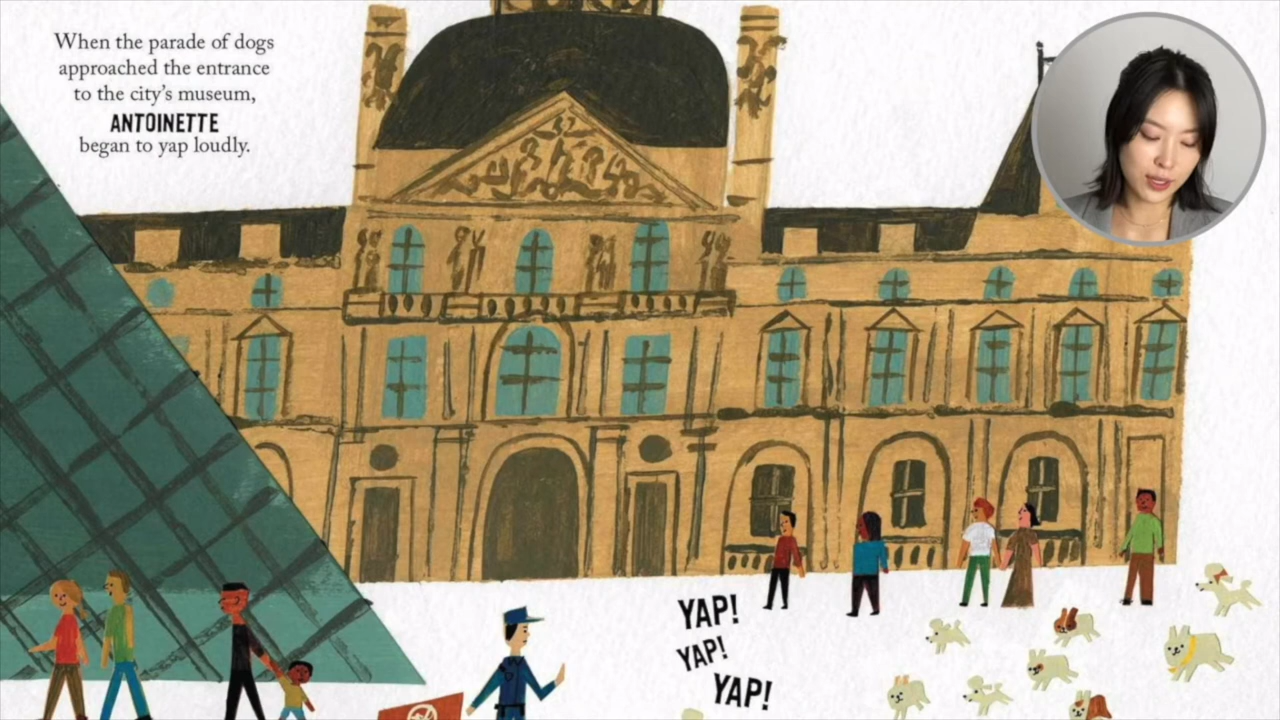 When the parade of dogs
approached the entrance
to the city's museum,
ANTOINETTE
began to yap loudly.
YAP!
YAP!
YAP!